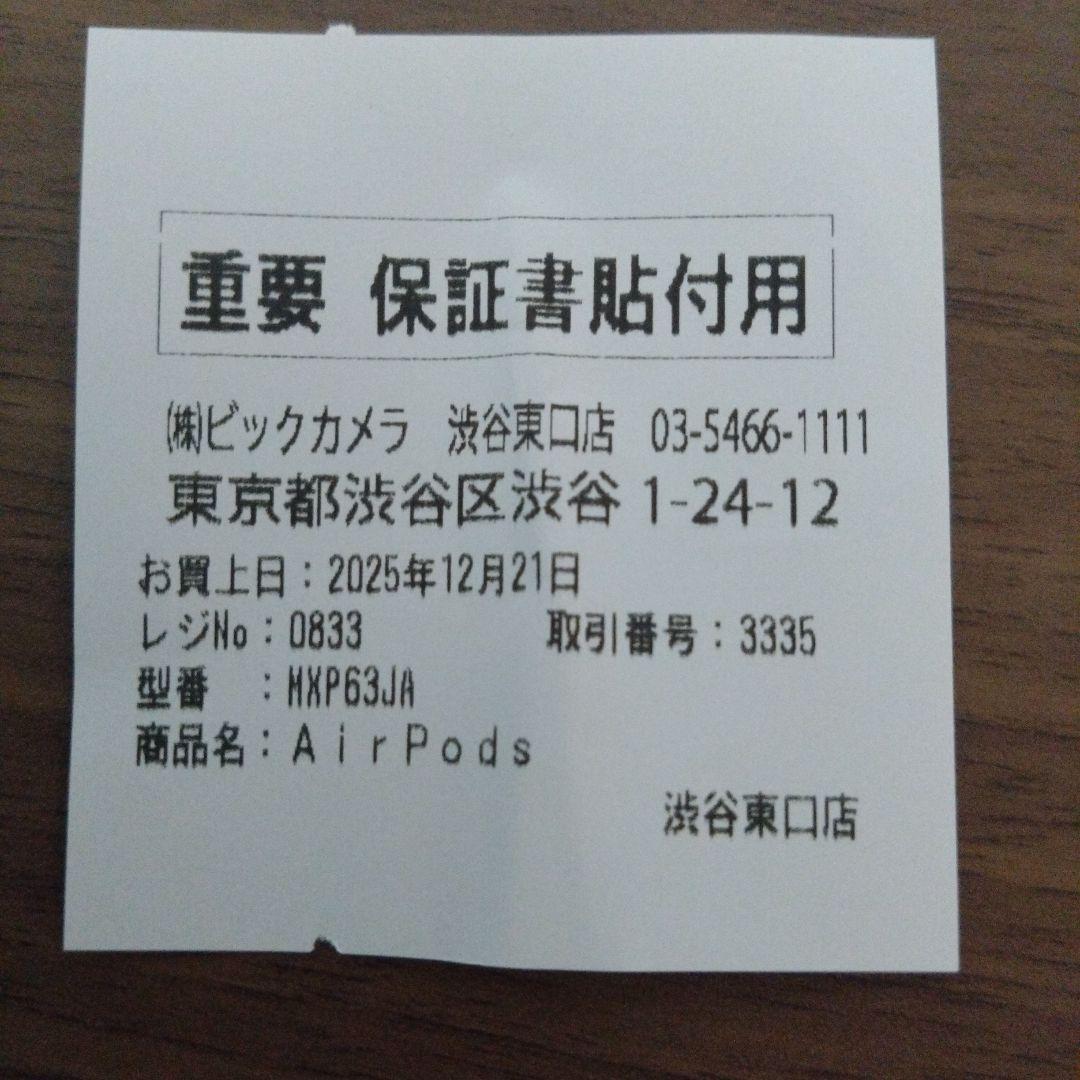 重要 保証書貼付用
㈱ビックカメラ 渋谷東口店 03-5466-1111
東京都渋谷区渋谷1-24-12
お買上日：2025年12月21日
レジNo：0833 取引番号：3335
型番 ：MXP63JA
商品名：ＡｉｒＰｏｄｓ
渋谷東口店